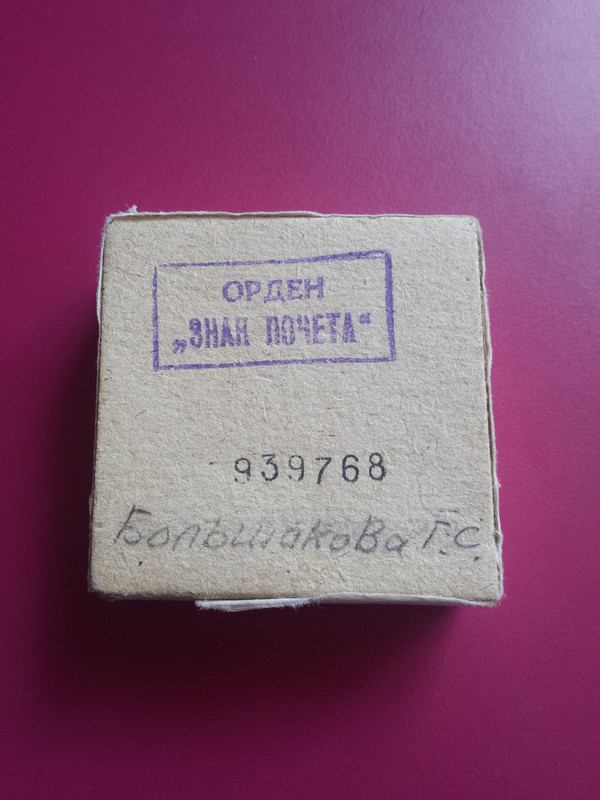 ОРДЕН
„ЗНАК ПОЧЕТА“
939768
Большакова Г.С.